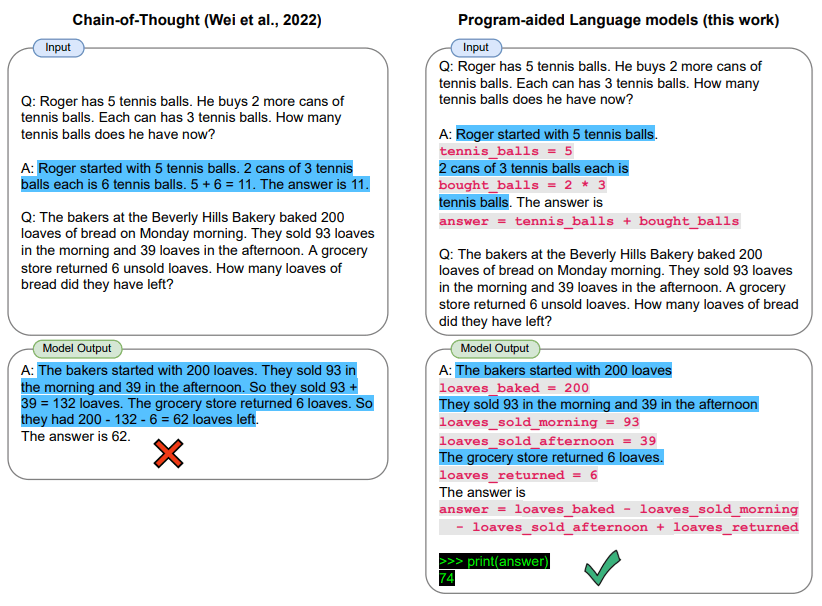 Chain-of-Thought (Wei et al., 2022)
Input
Q: Roger has 5 tennis balls. He buys 2 more cans of
tennis balls. Each can has 3 tennis balls. How many
tennis balls does he have now?
A: Roger started with 5 tennis balls. 2 cans of 3 tennis
balls each is 6 tennis balls. 5 + 6 = 11. The answer is 11.
Q: The bakers at the Beverly Hills Bakery baked 200
loaves of bread on Monday morning. They sold 93 loaves
in the morning and 39 loaves in the afternoon. A grocery
store returned 6 unsold loaves. How many loaves of
bread did they have left?
Model Output
A: The bakers started with 200 loaves. They sold 93 in
the morning and 39 in the afternoon. So they sold 93 +
39 = 132 loaves. The grocery store returned 6 loaves. So
they had 200 - 132 - 6 = 62 loaves left.
The answer is 62.
Program-aided Language models (this work)
Input
Q: Roger has 5 tennis balls. He buys 2 more cans of
tennis balls. Each can has 3 tennis balls. How many
tennis balls does he have now?
A: Roger started with 5 tennis balls.
tennis_balls = 5
2 cans of 3 tennis balls each is
bought_balls = 2 * 3
tennis balls. The answer is
answer = tennis_balls + bought_balls
Q: The bakers at the Beverly Hills Bakery baked 200
loaves of bread on Monday morning. They sold 93 loaves
in the morning and 39 loaves in the afternoon. A grocery
store returned 6 unsold loaves. How many loaves of bread
did they have left?
Model Output
A: The bakers started with 200 loaves
loaves_baked = 200
They sold 93 in the morning and 39 in the afternoon
loaves_sold_morning = 93
loaves_sold_afternoon = 39
The grocery store returned 6 loaves.
loaves_returned = 6
The answer is
answer = loaves_baked - loaves_sold_morning
- loaves_sold_afternoon + loaves_returned
>>> print(answer)
74